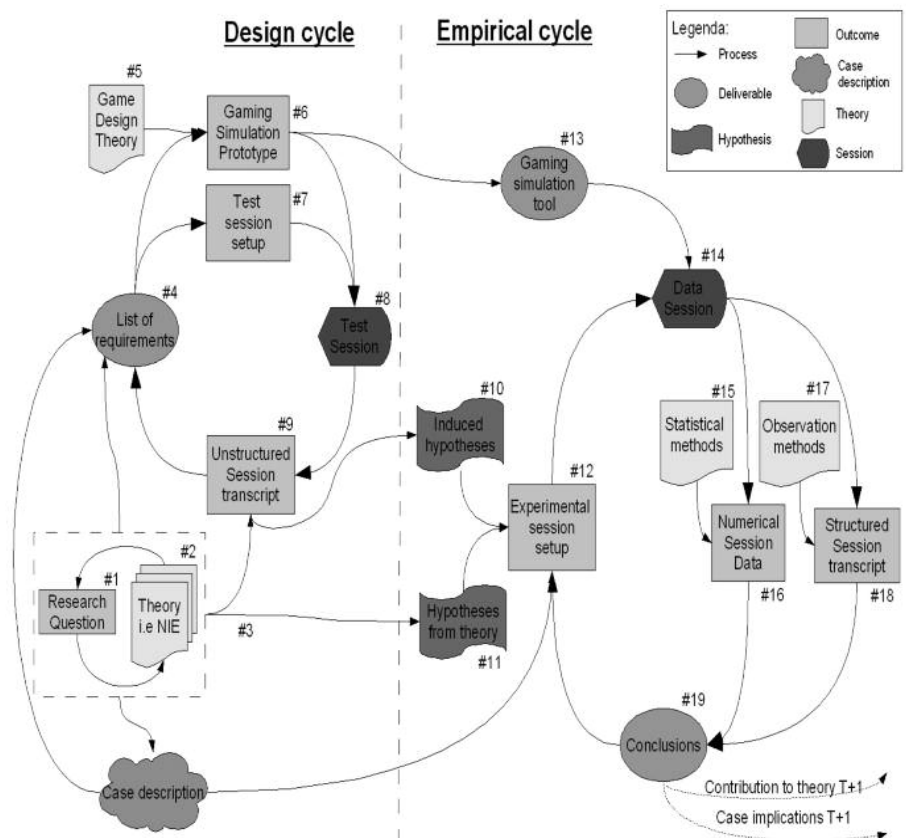 Design cycle
Empirical cycle
Legenda:
Process
Deliverable
Hypothesis
Outcome
Case
description
Theory
Session
#5
Game
Design
Theory
#6
Gaming
Simulation
Prototype
#7
Test
session
setup
#4
List of
requirements
#8
Test
Session
#9
Unstructured
Session
transcript
#1
Research
Question
#2
Theory
i.e NIE
#3
Case description
#13
Gaming
simulation
tool
#14
Data
Session
#10
Induced
hypotheses
#12
Experimental
session
setup
Hypotheses
from theory
#11
#15
Statistical
methods
#17
Observation
methods
Numerical
Session
Data
#16
Structured
Session
transcript
#18
#19
Conclusions
Contribution to theory T+1
Case implications T+1